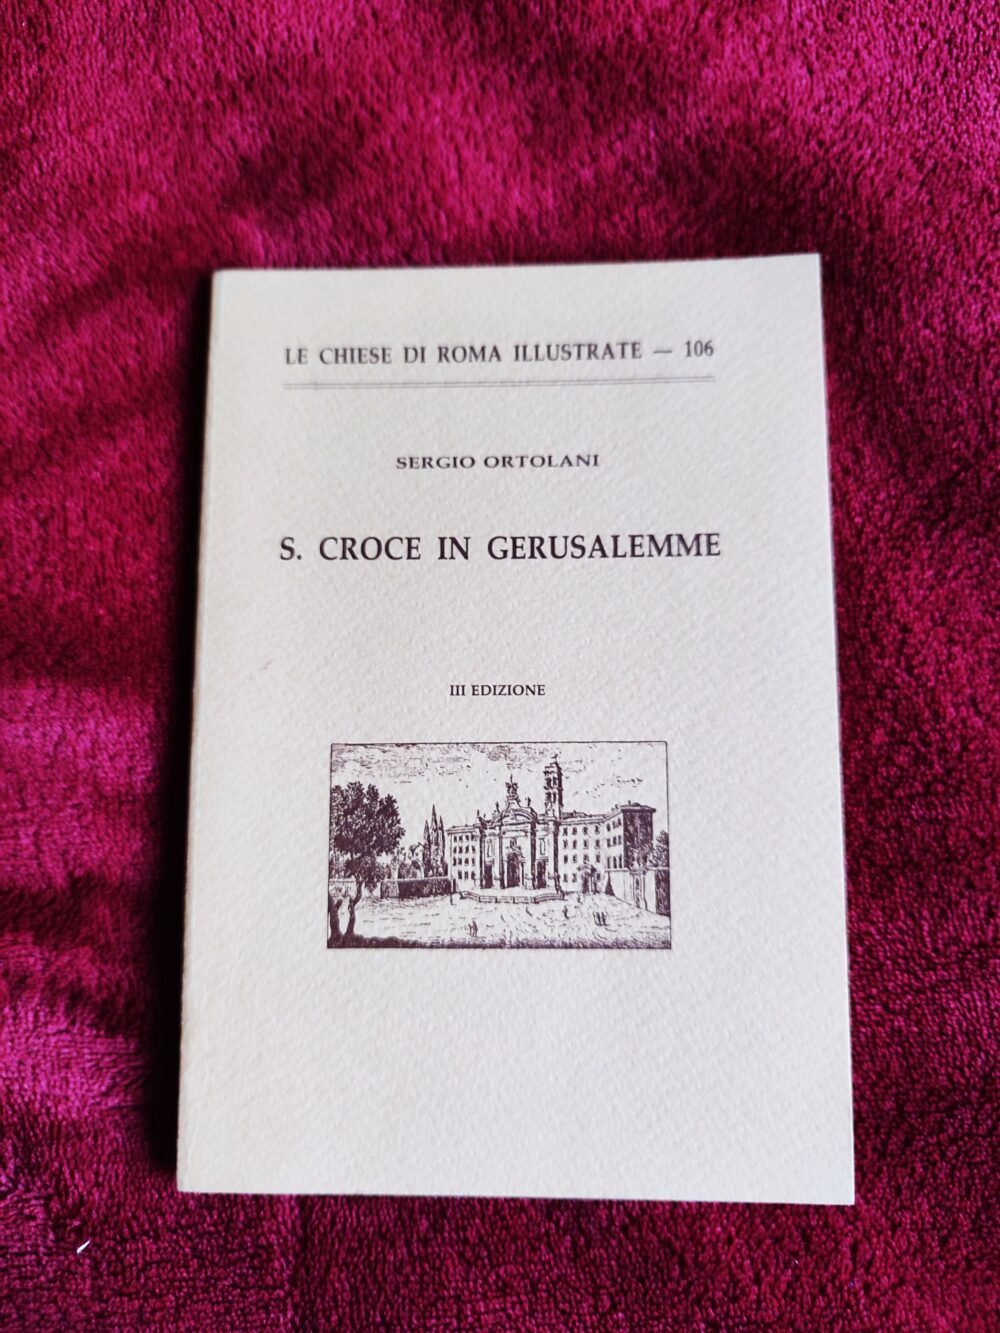 LE CHIESE DI ROMA ILLUSTRATE — 106
SERGIO ORTOLANI
S. CROCE IN GERUSALEMME
III EDIZIONE